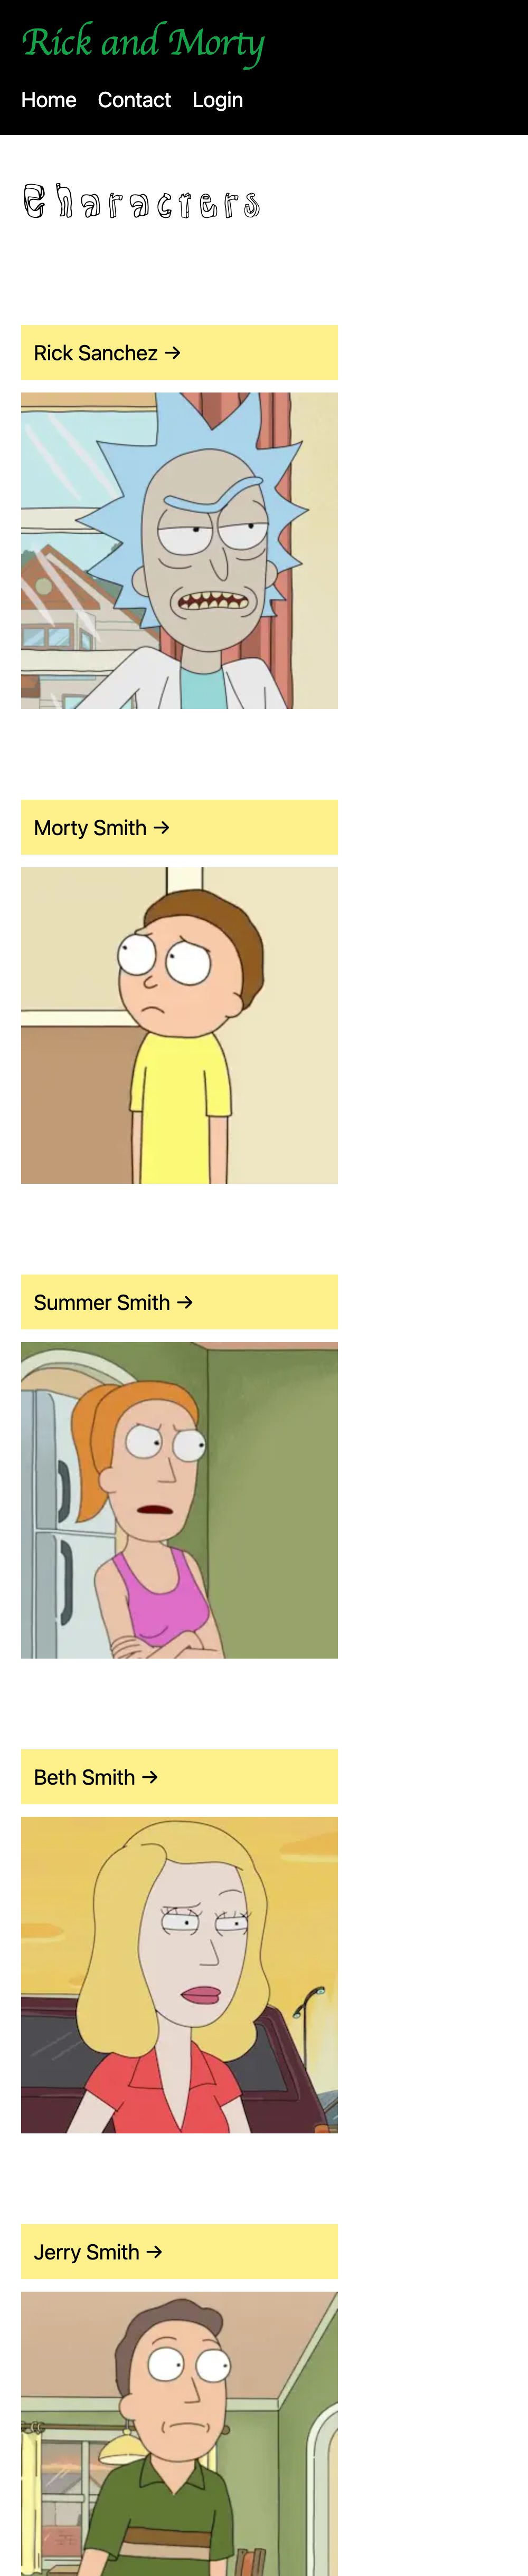 Rick and Morty
Home Contact Login
Characters
Rick Sanchez →
Morty Smith →
Summer Smith →
Beth Smith →
Jerry Smith →